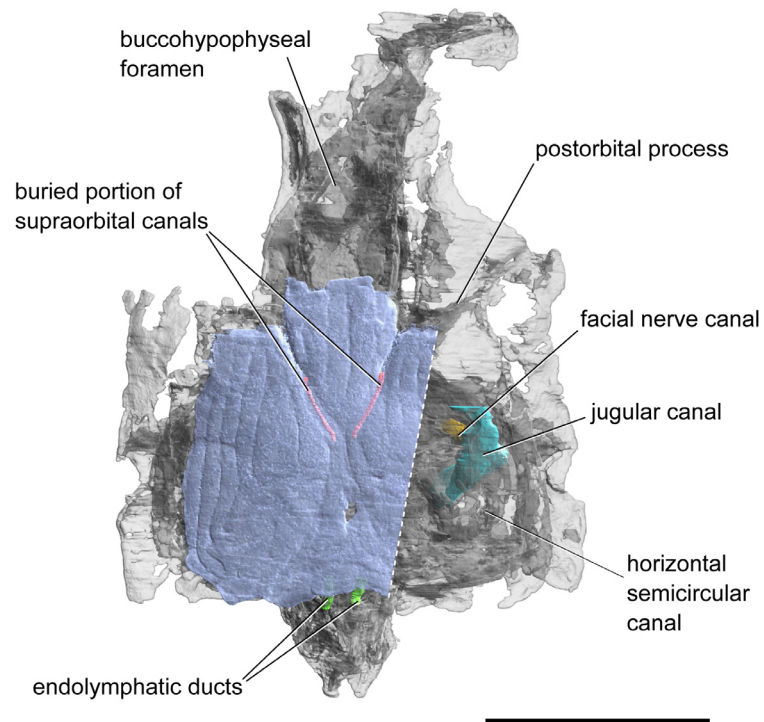 buccohypophyseal
foramen
postorbital process
buried portion of
supraorbital canals
facial nerve canal
jugular canal
horizontal
semicircular
canal
endolymphatic ducts